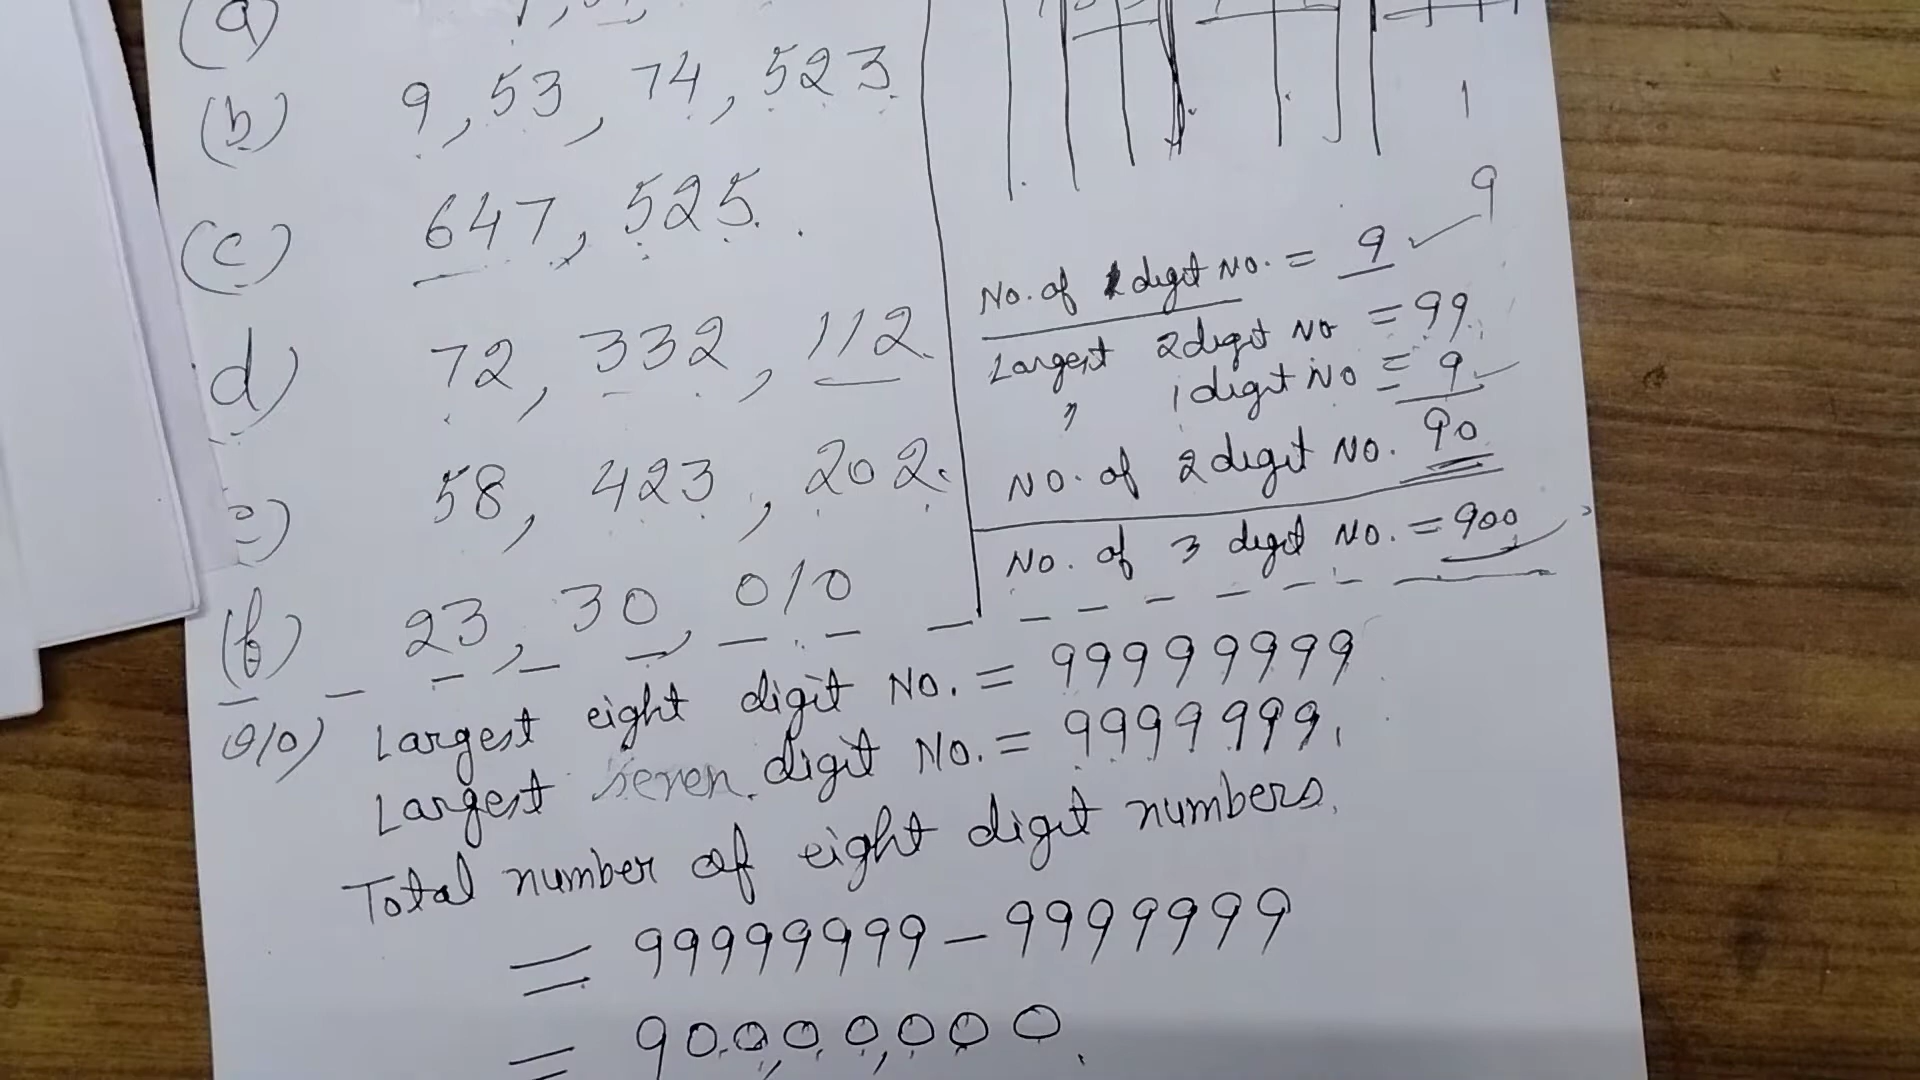 (a)
(b) 9, 53, 74, 523
(c) 647, 525.
d) 72, 332, 112.
e) 58, 423, 202.
(f) 23, 30, 010
1
9
No. of 1 digit No. = 9
Largest 2 digit No = 99
" 1 digit No = 9
No. of 2 digit No. 90
No. of 3 digit No. = 900
Largest eight digit No. = 99999999
Largest seven digit No. = 9999999
Total number of eight digit numbers.
= 99999999 - 9999999
= 90,000,000